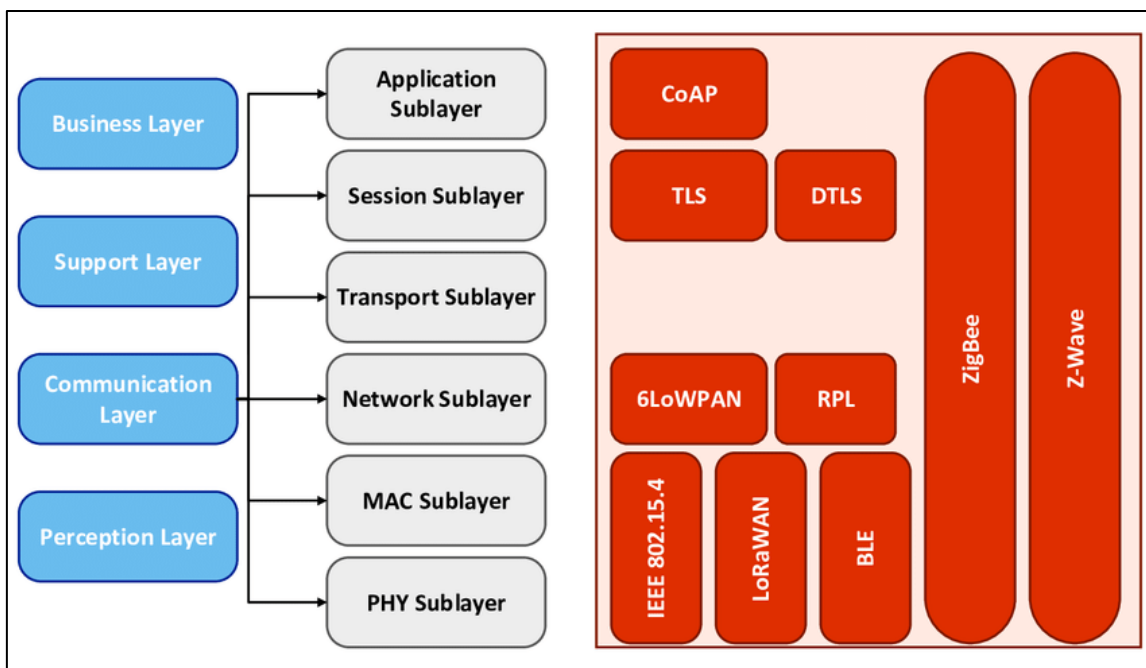 Business Layer
Support Layer
Communication
Layer
Perception Layer
Application
Sublayer
Session Sublayer
Transport Sublayer
Network Sublayer
MAC Sublayer
PHY Sublayer
CoAP
TLS
DTLS
6LoWPAN
RPL
IEEE 802.15.4
LoRaWAN
BLE
ZigBee
Z-Wave